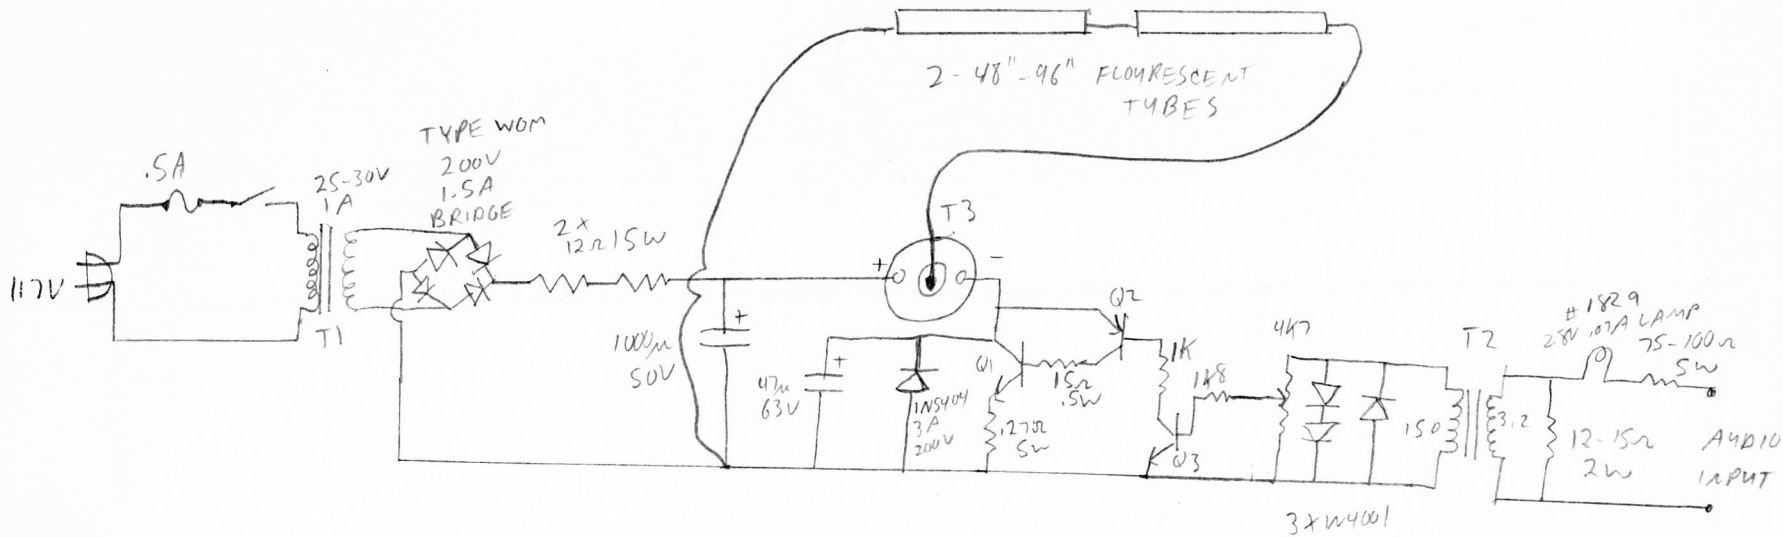 2-48"-96" FLOURESCENT
TUBES
TYPE WOM
200V
1.5A
BRIDGE
.5A
25-30V
1A
2x
12Ω 15W
T3
+
-
117V
T1
+
1000μ
50V
+
47μ
63V
1N5404
3A
200V
Q1
.27Ω
5W
15Ω
.5W
Q2
1K
Q3
1K8
4K7
3x1N4001
150
T2
3.2
#1829
28V .07A LAMP
75-100Ω
5W
12-15Ω
2W
AUDIO
INPUT